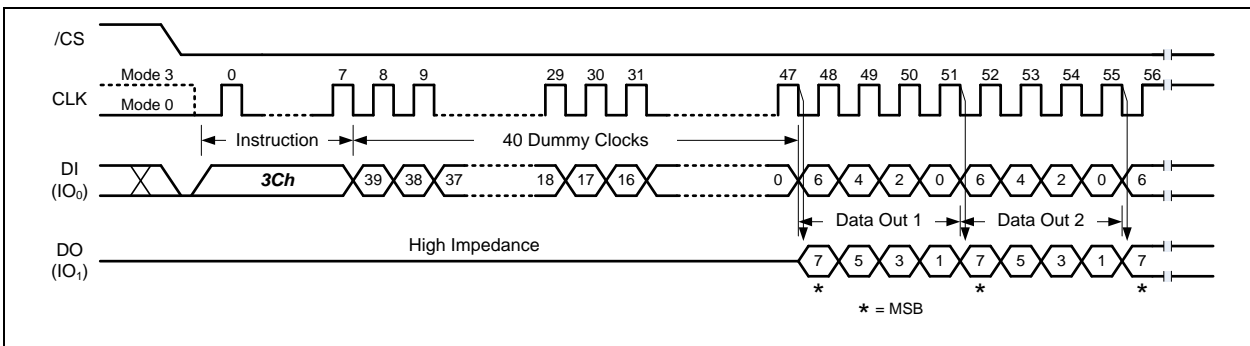 /CS
Mode 3 0 7 8 9 29 30 31 47 48 49 50 51 52 53 54 55 56
CLK
Mode 0
Instruction 40 Dummy Clocks
DI
(IO₀)
3Ch 39 38 37 18 17 16 0 6 4 2 0 6 4 2 0 6
Data Out 1 Data Out 2
DO
(IO₁)
High Impedance
7 5 3 1 7 5 3 1 7
* * *
* = MSB